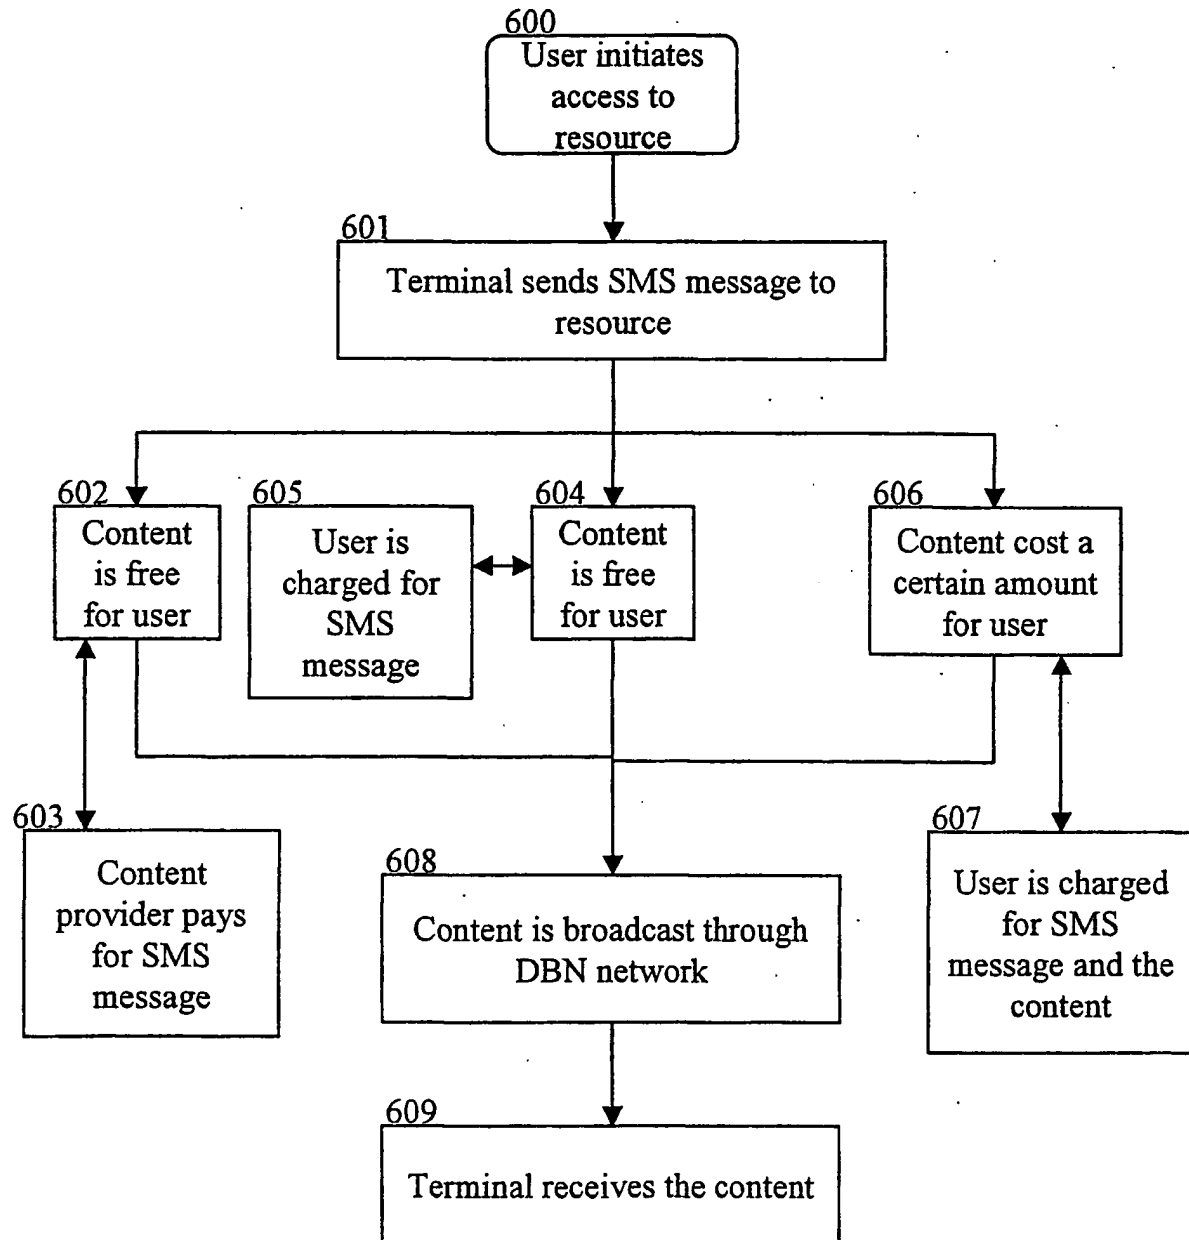 600
User initiates
access to
resource
601
Terminal sends SMS message to
resource
602
Content
is free
for user
605
User is
charged for
SMS
message
604
Content
is free
for user
606
Content cost a
certain amount
for user
603
Content
provider pays
for SMS
message
608
Content is broadcast through
DBN network
607
User is charged
for SMS
message and the
content
609
Terminal receives the content